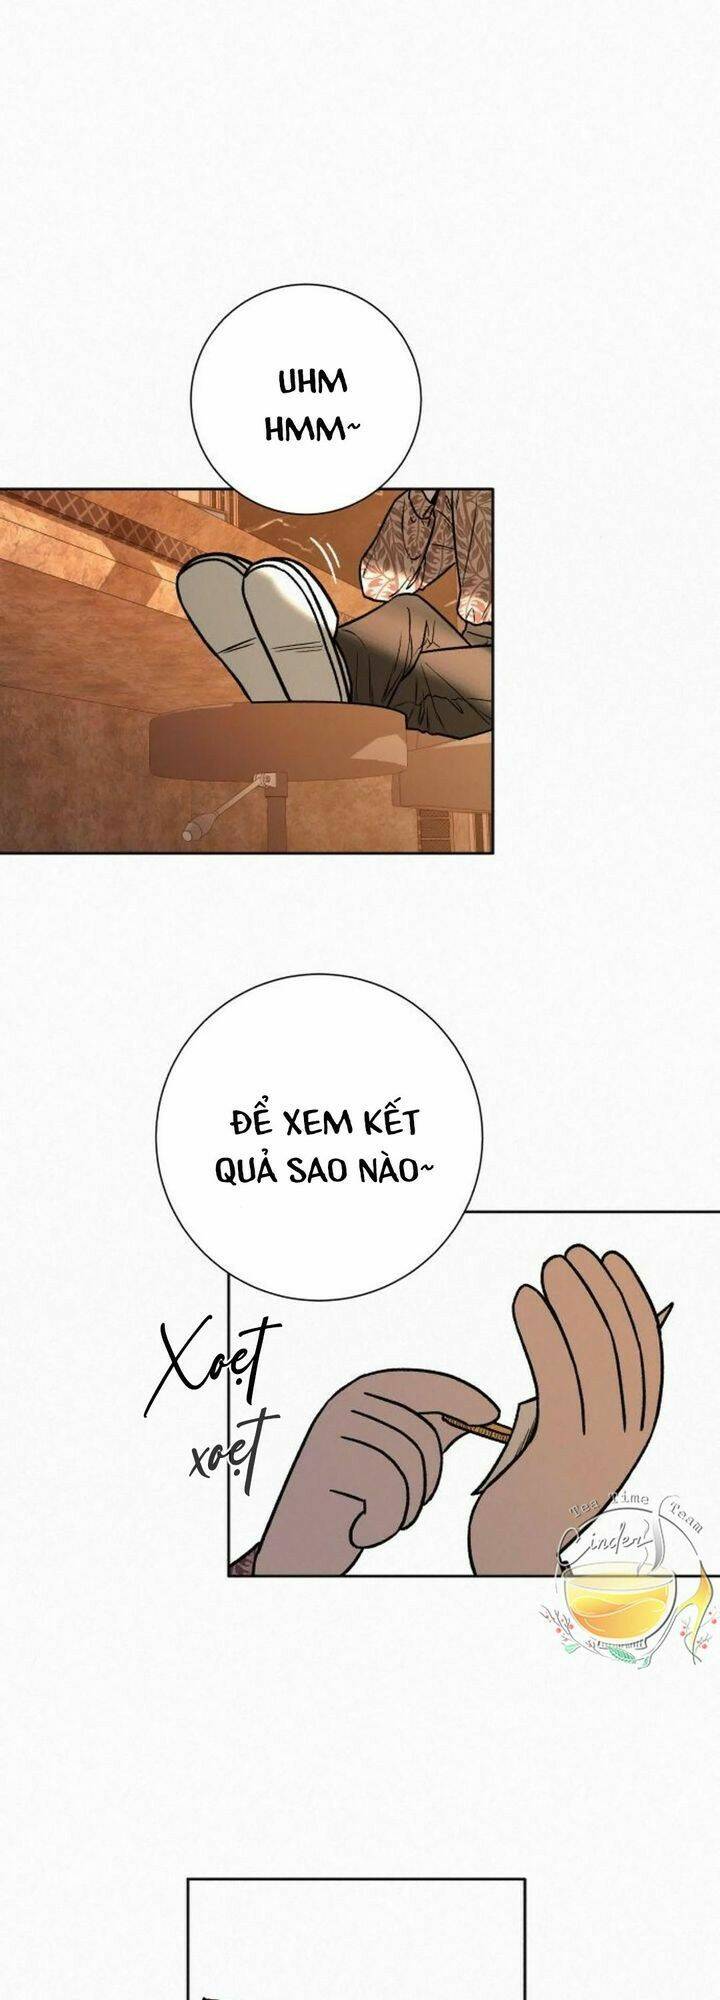 UHM
HMM~
ĐỂ XEM KẾT
QUẢ SAO NÀO~
Xoẹt
xoẹt
Tea Time Team
Cinder